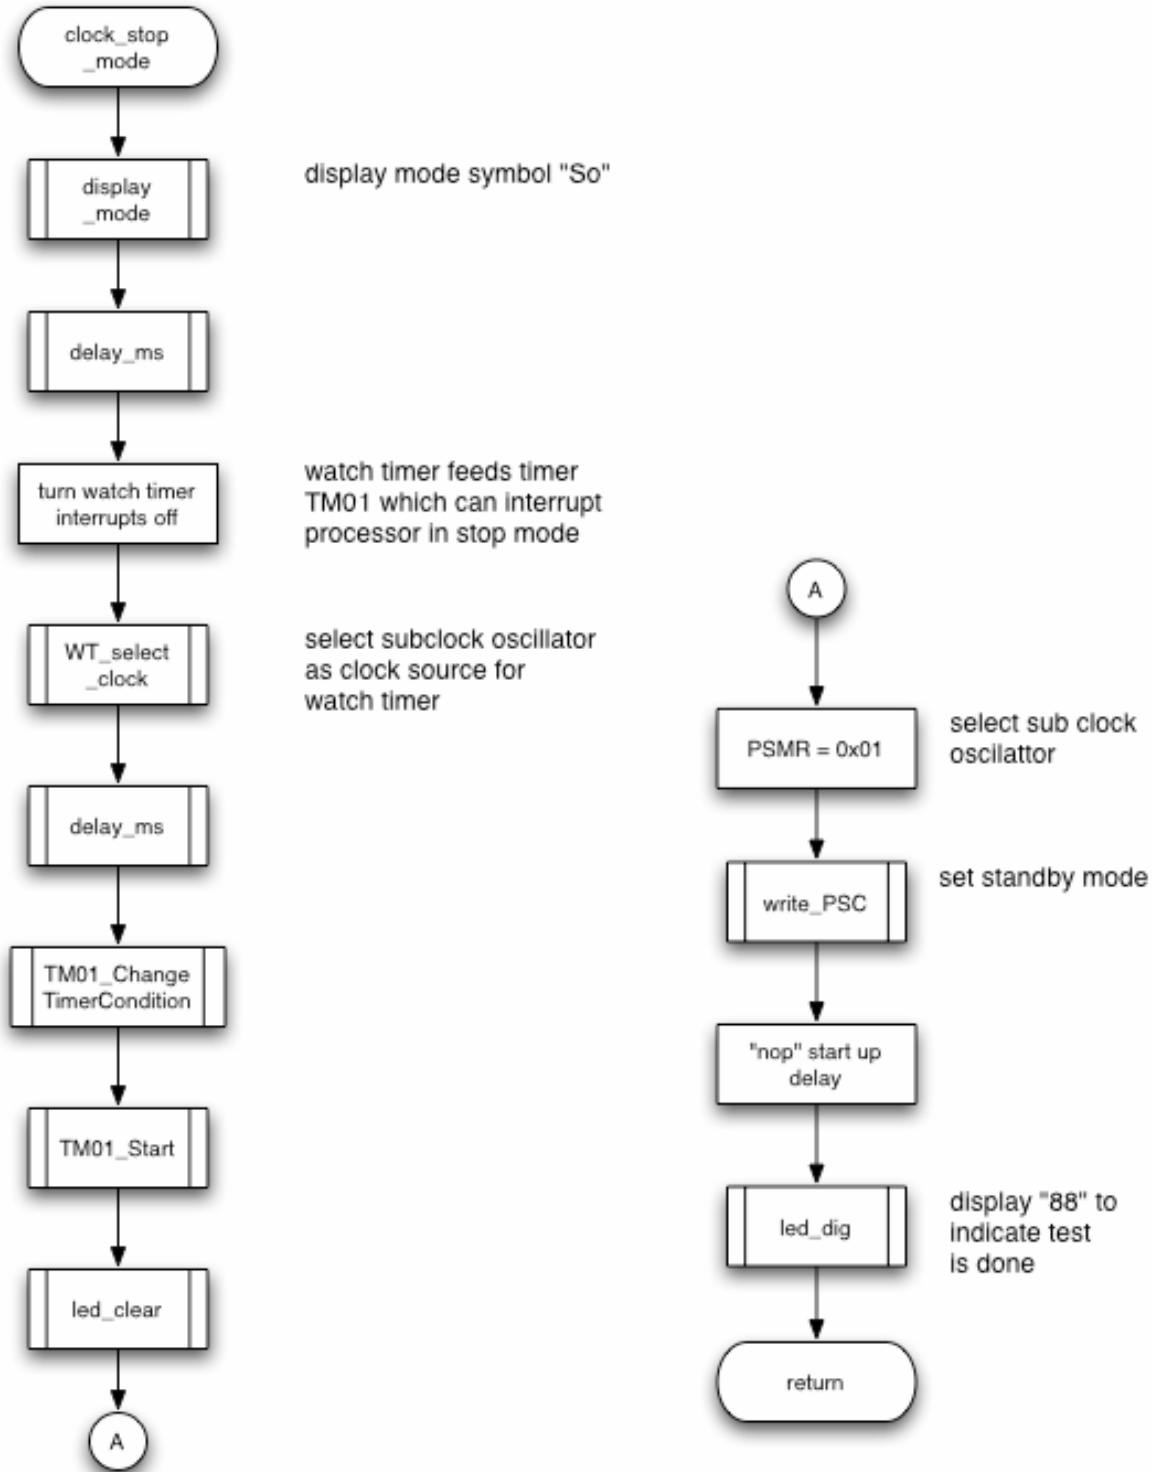 clock_stop
_mode
display
_mode
display mode symbol "So"
delay_ms
turn watch timer
interrupts off
watch timer feeds timer
TM01 which can interrupt
processor in stop mode
WT_select
_clock
select subclock oscillator
as clock source for
watch timer
delay_ms
TM01_Change
TimerCondition
TM01_Start
led_clear
A
A
PSMR = 0x01
select sub clock
oscilattor
write_PSC
set standby mode
"nop" start up
delay
led_dig
display "88" to
indicate test
is done
return